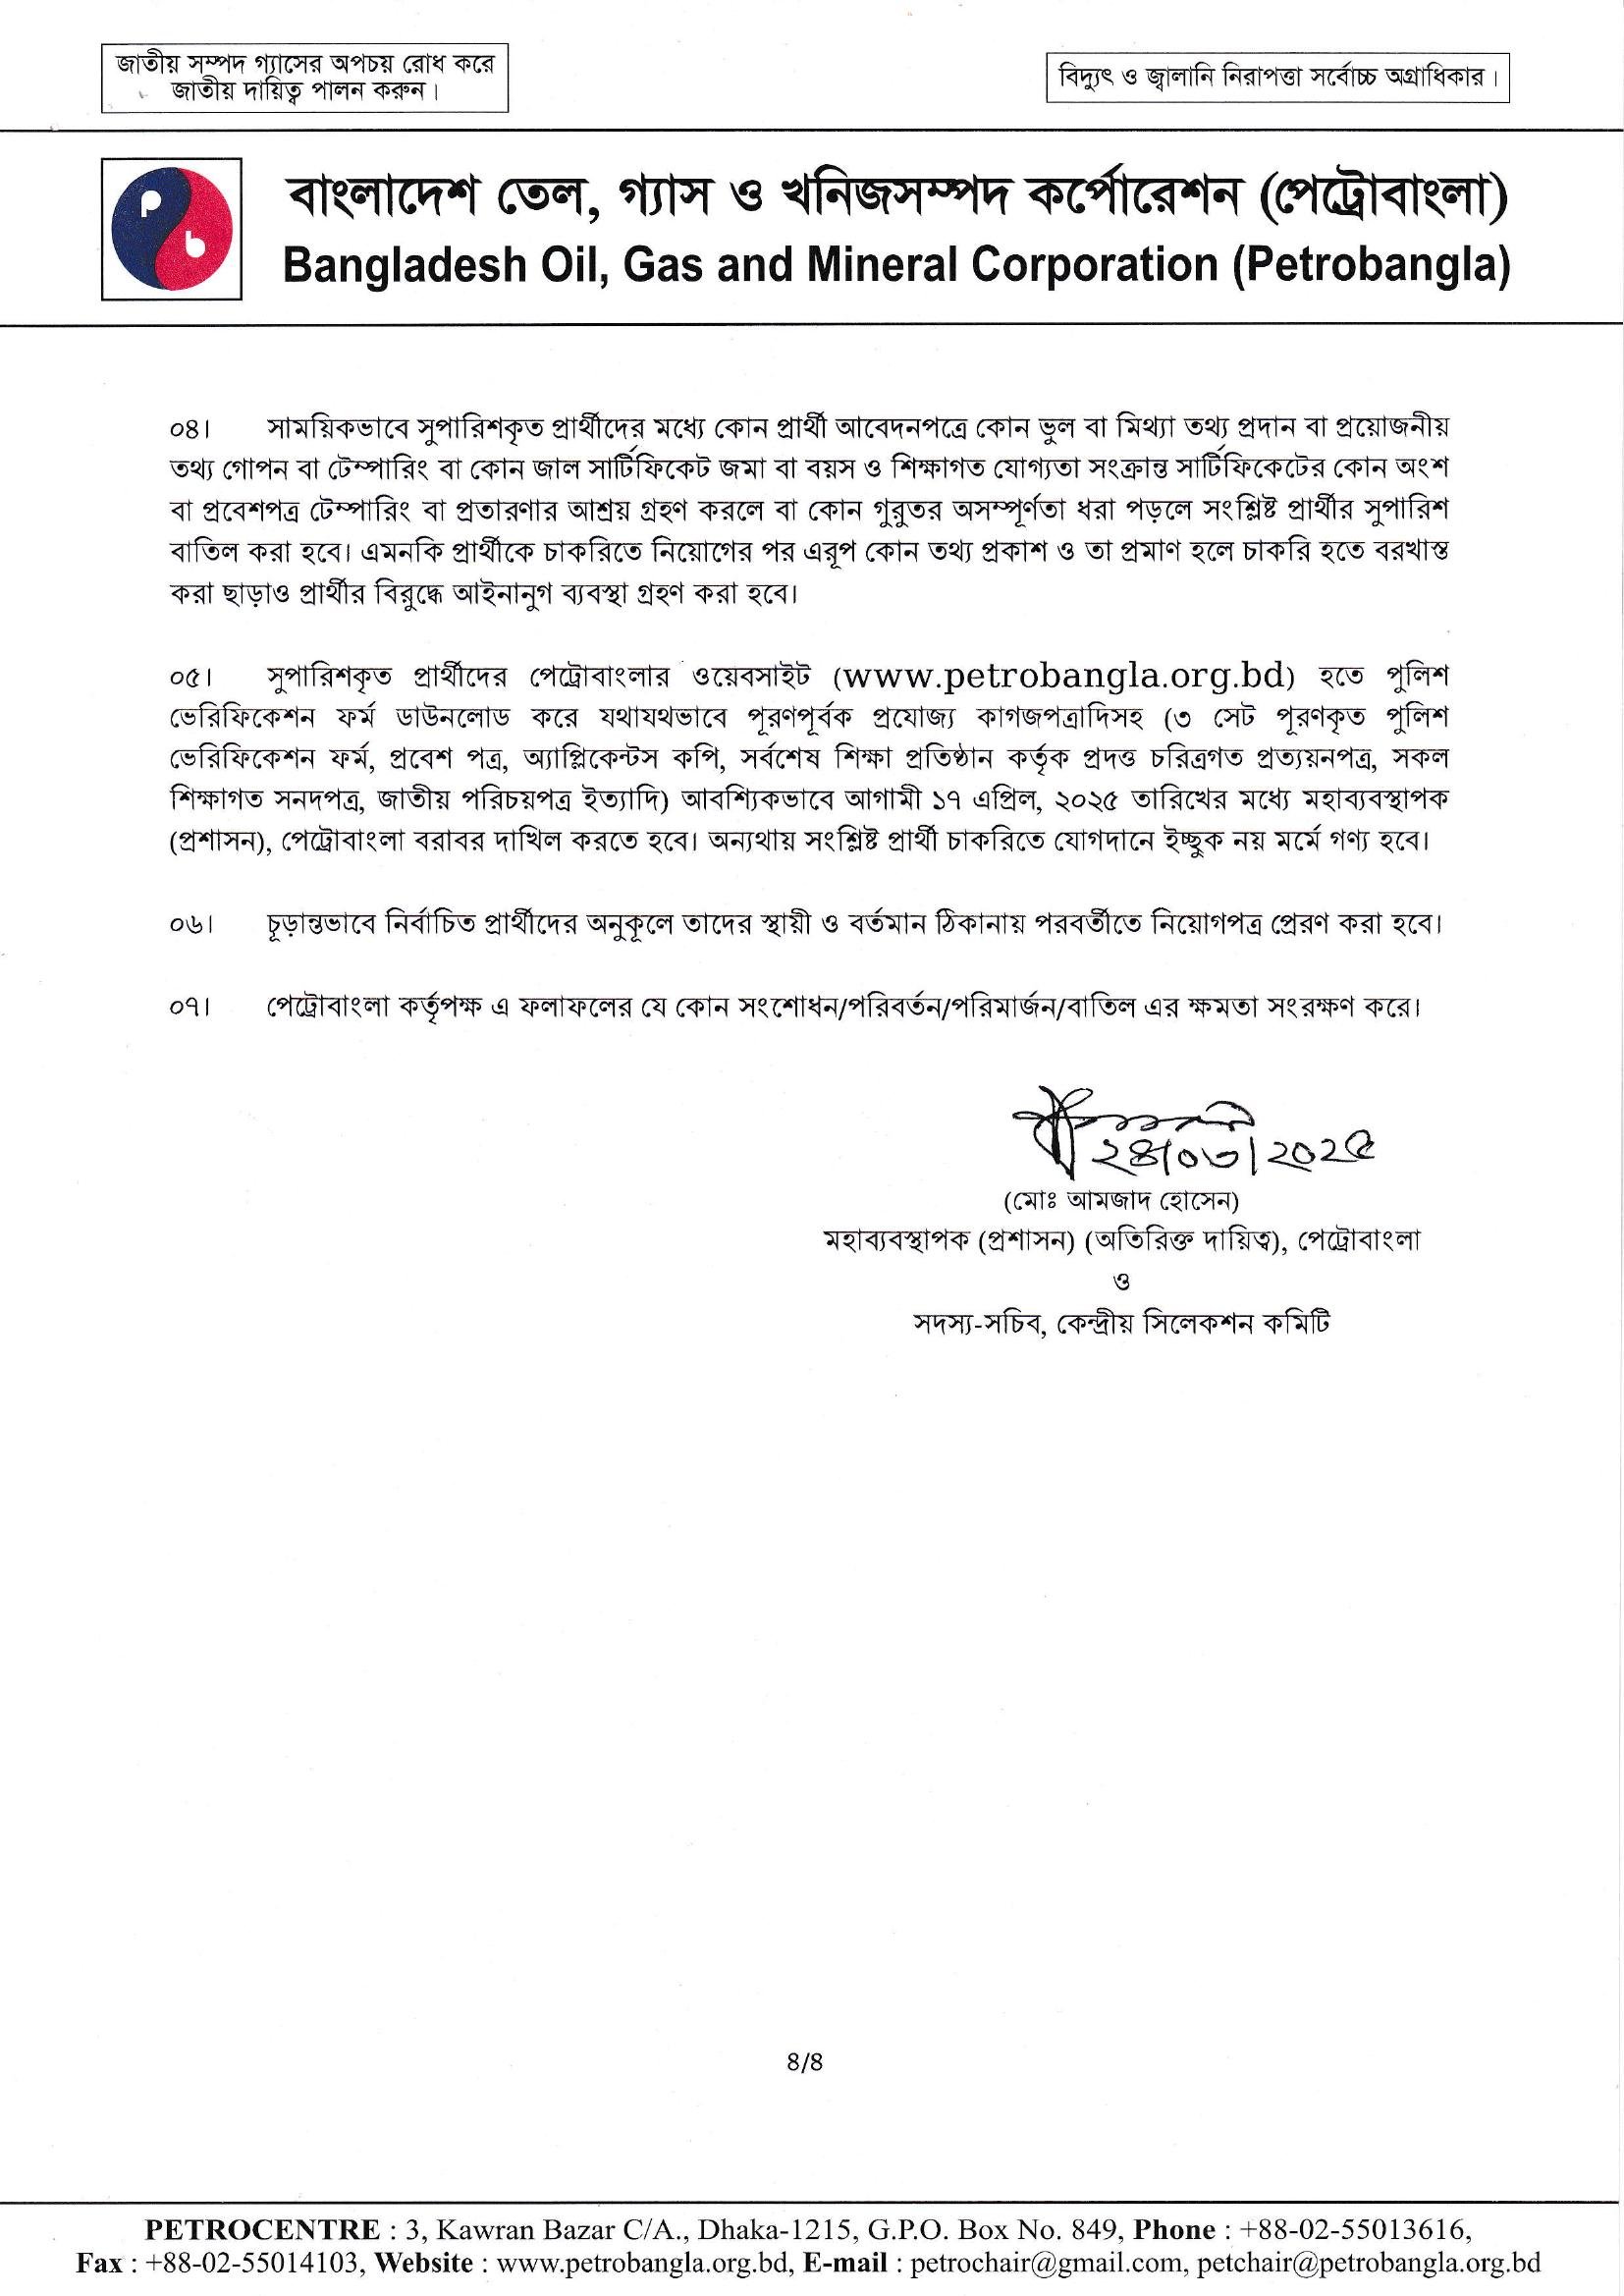 জাতীয় সম্পদ গ্যাসের অপচয় রোধ করে
জাতীয় দায়িত্ব পালন করুন।
বিদ্যুৎ ও জ্বালানি নিরাপত্তা সর্বোচ্চ অগ্রাধিকার।
p
b
বাংলাদেশ তেল, গ্যাস ও খনিজসম্পদ কর্পোরেশন (পেট্রোবাংলা)
Bangladesh Oil, Gas and Mineral Corporation (Petrobangla)
০৪। সাময়িকভাবে সুপারিশকৃত প্রার্থীদের মধ্যে কোন প্রার্থী আবেদনপত্রে কোন ভুল বা মিথ্যা তথ্য প্রদান বা প্রয়োজনীয়
তথ্য গোপন বা টেম্পারিং বা কোন জাল সার্টিফিকেট জমা বা বয়স ও শিক্ষাগত যোগ্যতা সংক্রান্ত সার্টিফিকেটের কোন অংশ
বা প্রবেশপত্র টেম্পারিং বা প্রতারণার আশ্রয় গ্রহণ করলে বা কোন গুরুতর অসম্পূর্ণতা ধরা পড়লে সংশ্লিষ্ট প্রার্থীর সুপারিশ
বাতিল করা হবে। এমনকি প্রার্থীকে চাকরিতে নিয়োগের পর এরূপ কোন তথ্য প্রকাশ ও তা প্রমাণ হলে চাকরি হতে বরখাস্ত
করা ছাড়াও প্রার্থীর বিরুদ্ধে আইনানুগ ব্যবস্থা গ্রহণ করা হবে।
০৫। সুপারিশকৃত প্রার্থীদের পেট্রোবাংলার ওয়েবসাইট (www.petrobangla.org.bd) হতে পুলিশ
ভেরিফিকেশন ফর্ম ডাউনলোড করে যথাযথভাবে পূরণপূর্বক প্রযোজ্য কাগজপত্রাদিসহ (৩ সেট পূরণকৃত পুলিশ
ভেরিফিকেশন ফর্ম, প্রবেশ পত্র, অ্যাপ্লিকেন্টস কপি, সর্বশেষ শিক্ষা প্রতিষ্ঠান কর্তৃক প্রদত্ত চরিত্রগত প্রত্যয়নপত্র, সকল
শিক্ষাগত সনদপত্র, জাতীয় পরিচয়পত্র ইত্যাদি) আবশ্যিকভাবে আগামী ১৭ এপ্রিল, ২০২৫ তারিখের মধ্যে মহাব্যবস্থাপক
(প্রশাসন), পেট্রোবাংলা বরাবর দাখিল করতে হবে। অন্যথায় সংশ্লিষ্ট প্রার্থী চাকরিতে যোগদানে ইচ্ছুক নয় মর্মে গণ্য হবে।
০৬। চূড়ান্তভাবে নির্বাচিত প্রার্থীদের অনুকূলে তাদের স্থায়ী ও বর্তমান ঠিকানায় পরবর্তীতে নিয়োগপত্র প্রেরণ করা হবে।
০৭। পেট্রোবাংলা কর্তৃপক্ষ এ ফলাফলের যে কোন সংশোধন/পরিবর্তন/পরিমার্জন/বাতিল এর ক্ষমতা সংরক্ষণ করে।
২৪/০৩/২০২৫
(মোঃ আমজাদ হোসেন)
মহাব্যবস্থাপক (প্রশাসন) (অতিরিক্ত দায়িত্ব), পেট্রোবাংলা
ও
সদস্য-সচিব, কেন্দ্রীয় সিলেকশন কমিটি
8/8
PETROCENTRE : 3, Kawran Bazar C/A., Dhaka-1215, G.P.O. Box No. 849, Phone : +88-02-55013616,
Fax : +88-02-55014103, Website : www.petrobangla.org.bd, E-mail : petrochair@gmail.com, petchair@petrobangla.org.bd